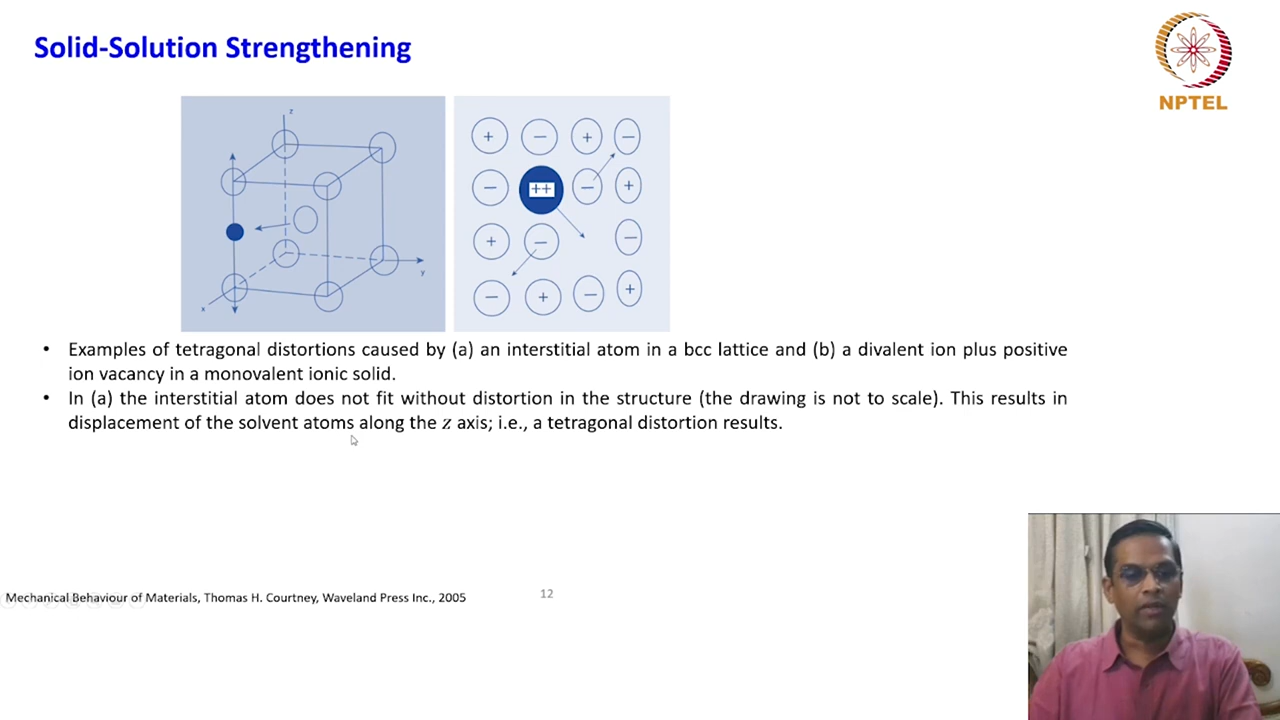 Solid-Solution Strengthening
NPTEL
z
+ − + −
− ++ − +
+ − −
y
− + − +
x
• Examples of tetragonal distortions caused by (a) an interstitial atom in a bcc lattice and (b) a divalent ion plus positive
ion vacancy in a monovalent ionic solid.
• In (a) the interstitial atom does not fit without distortion in the structure (the drawing is not to scale). This results in
displacement of the solvent atoms along the z axis; i.e., a tetragonal distortion results.
Mechanical Behaviour of Materials, Thomas H. Courtney, Waveland Press Inc., 2005
12